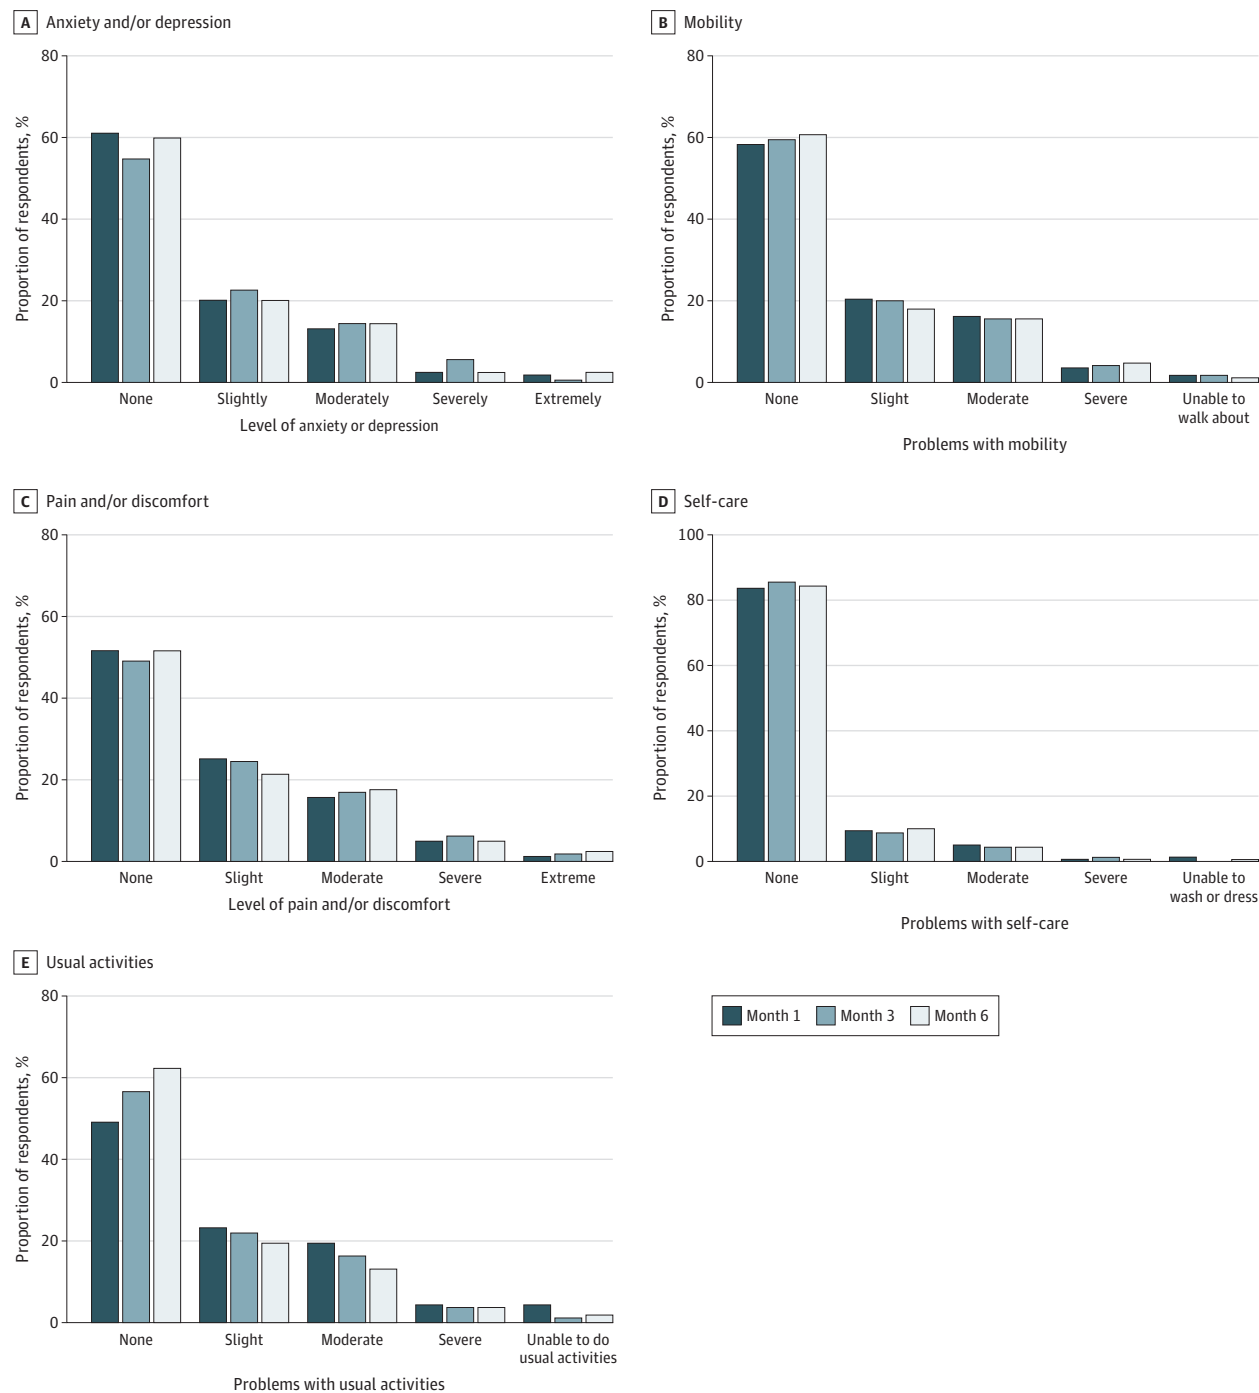 A Anxiety and/or depression
80
60
40
20
0
Proportion of respondents, %
None Slightly Moderately Severely Extremely
Level of anxiety or depression
B Mobility
80
60
40
20
0
Proportion of respondents, %
None Slight Moderate Severe Unable to
walk about
Problems with mobility
C Pain and/or discomfort
80
60
40
20
0
Proportion of respondents, %
None Slight Moderate Severe Extreme
Level of pain and/or discomfort
D Self-care
100
80
60
40
20
0
Proportion of respondents, %
None Slight Moderate Severe Unable to
wash or dress
Problems with self-care
E Usual activities
80
60
40
20
0
Proportion of respondents, %
None Slight Moderate Severe Unable to do
usual activities
Problems with usual activities
Month 1 Month 3 Month 6